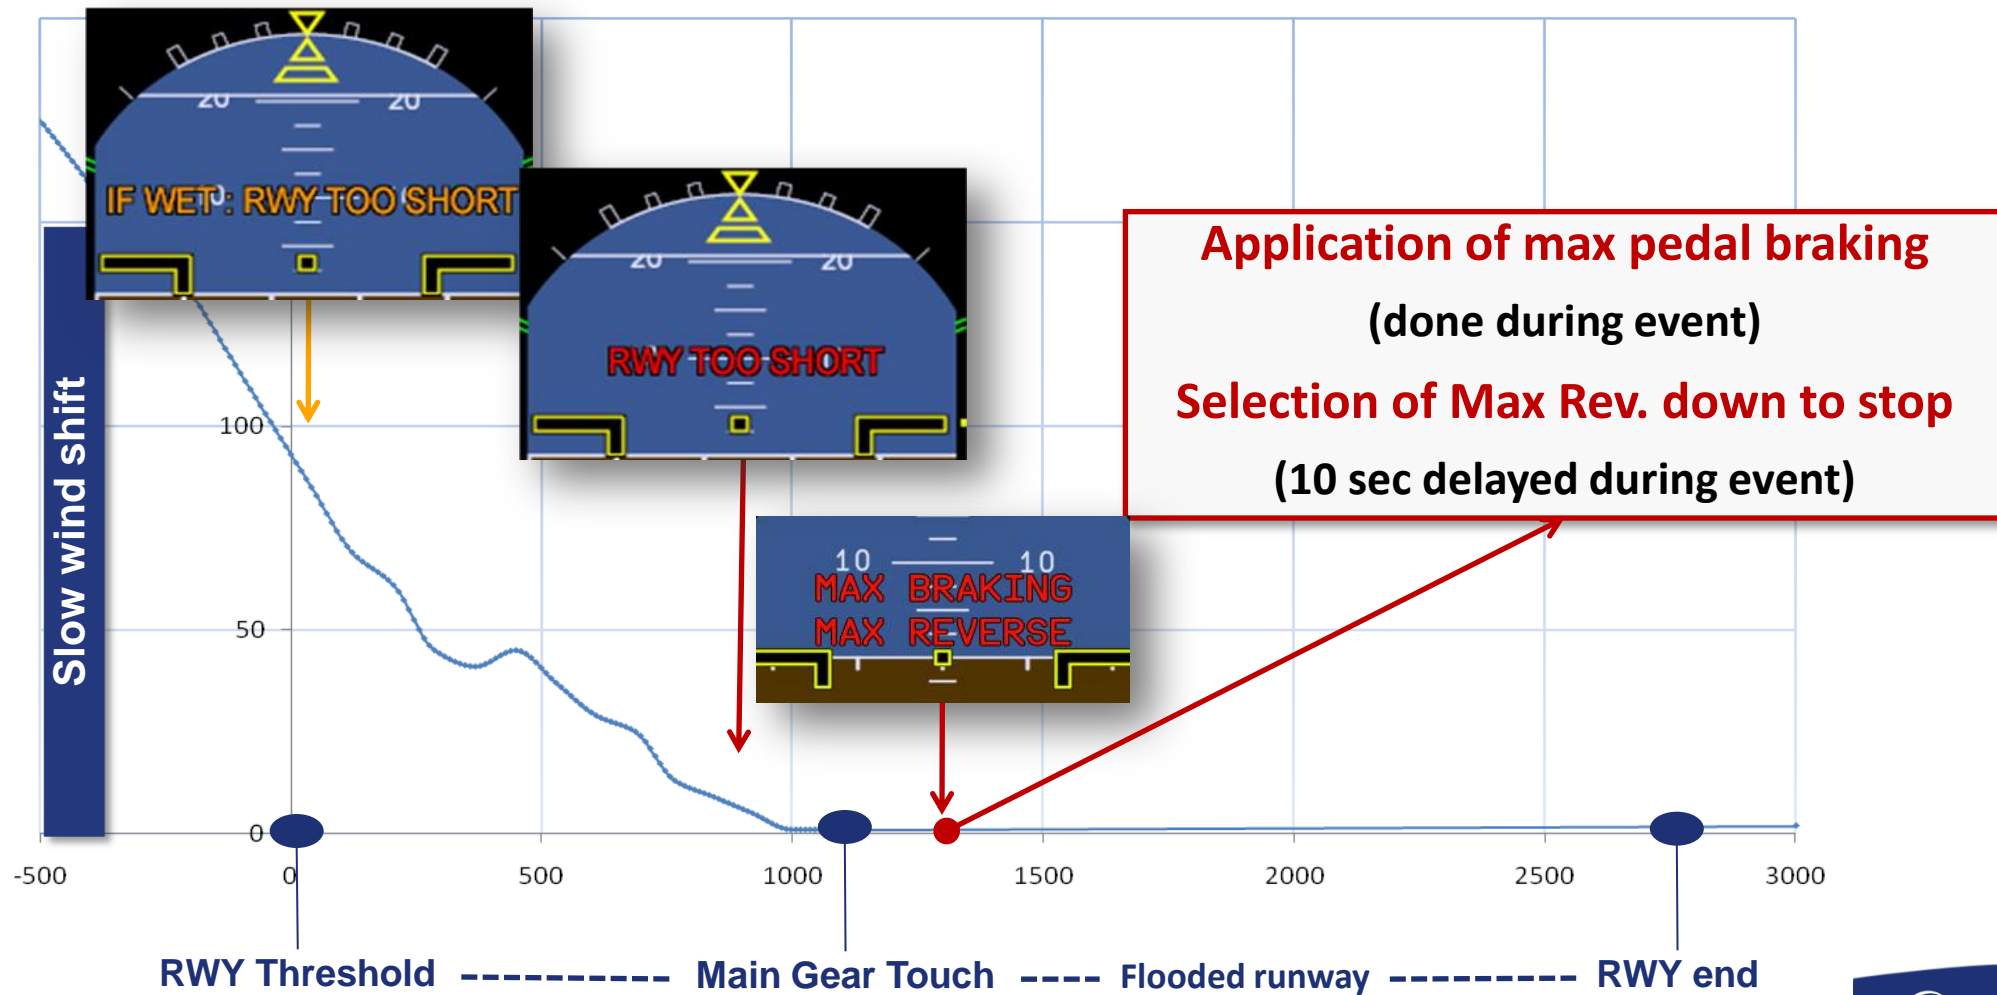 20 20
IF WET : RWY TOO SHORT
20 20
RWY TOO SHORT
Application of max pedal braking
(done during event)
Selection of Max Rev. down to stop
(10 sec delayed during event)
10 10
MAX BRAKING
MAX REVERSE
Slow wind shift
100
50
0
-500 0 500 1000 1500 2000 2500 3000
RWY Threshold Main Gear Touch Flooded runway RWY end